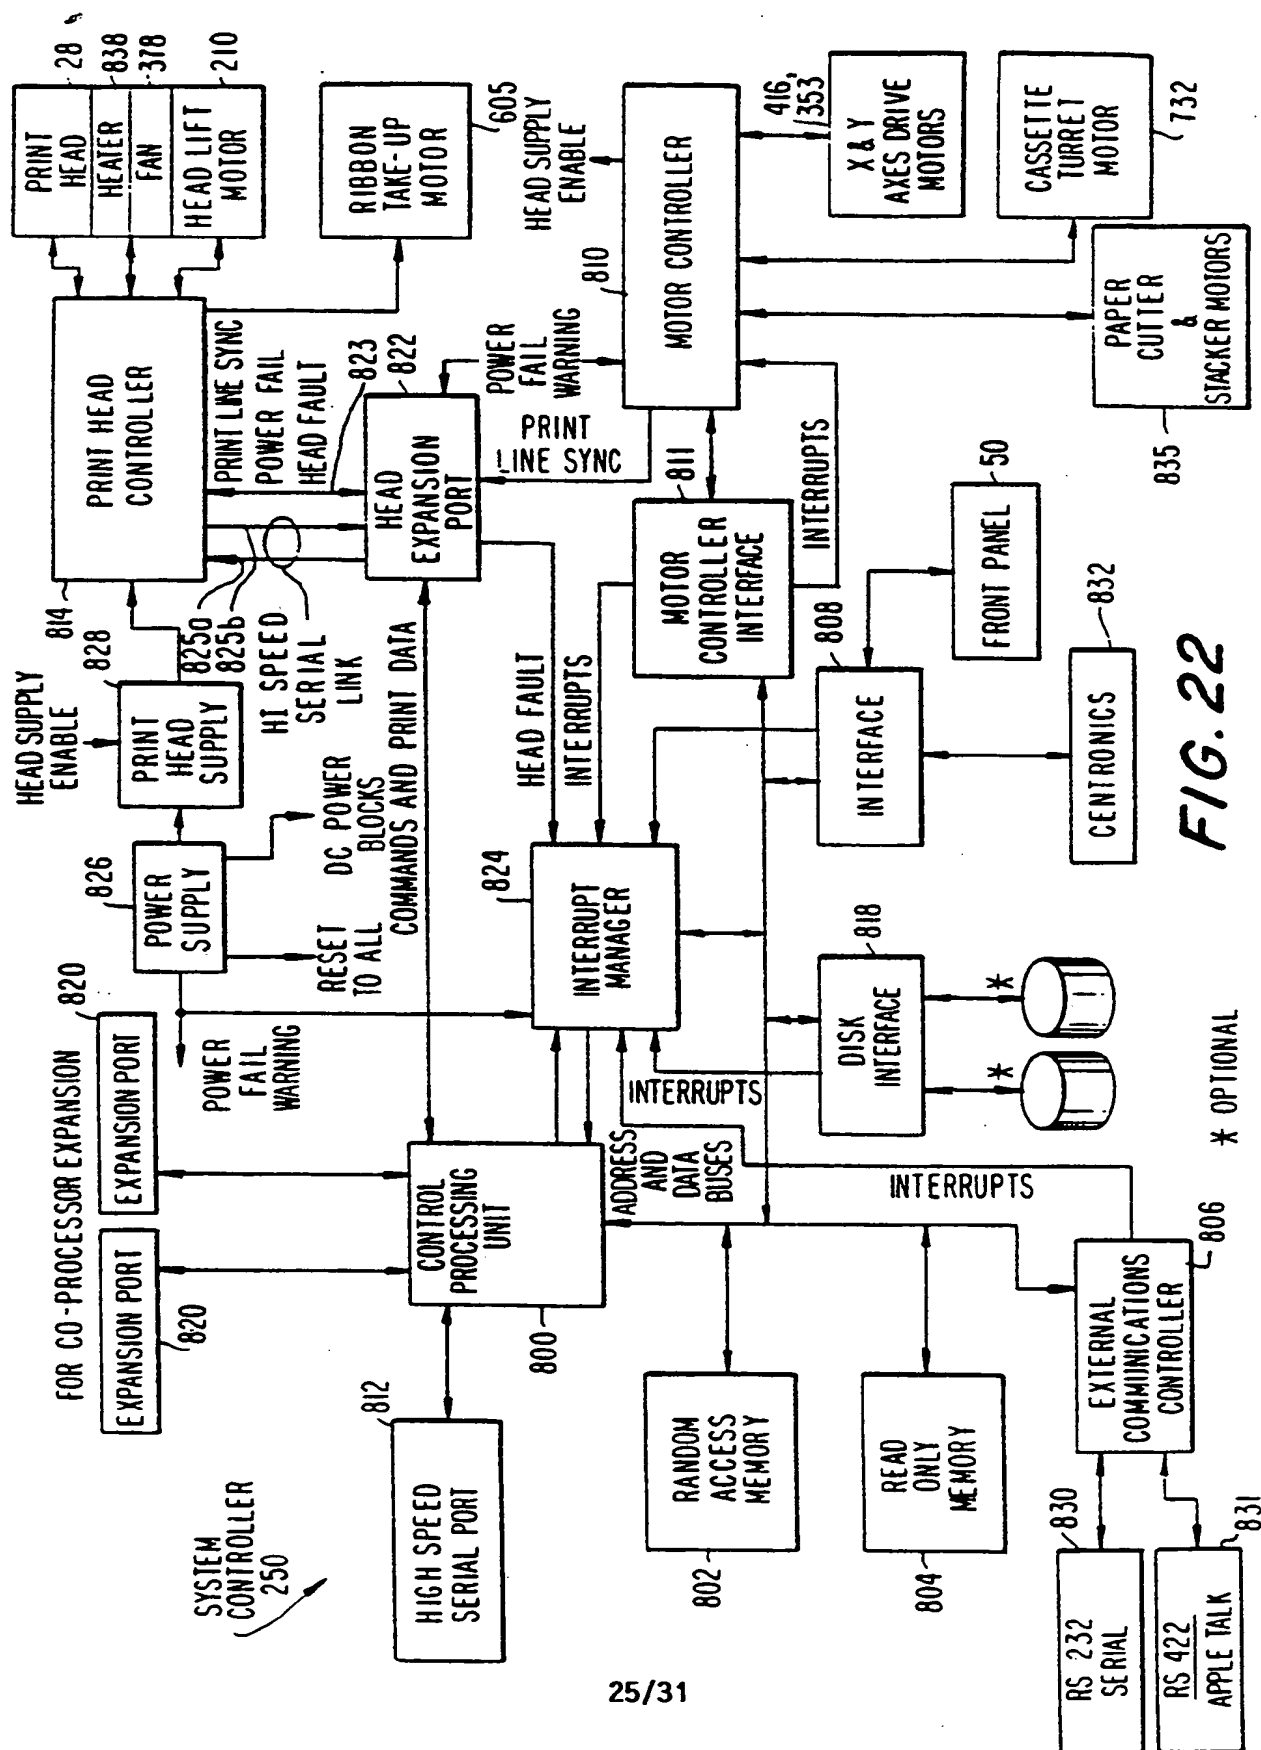 SYSTEM
CONTROLLER
250
FOR CO-PROCESSOR EXPANSION
EXPANSION PORT
820
EXPANSION PORT
820
HIGH SPEED
SERIAL PORT
812
CONTROL
PROCESSING
UNIT
800
POWER
SUPPLY
826
POWER
FAIL
WARNING
RESET
TO ALL
DC POWER
BLOCKS
HEAD SUPPLY
ENABLE
PRINT
HEAD
SUPPLY
828
PRINT HEAD
CONTROLLER
814
PRINT
HEAD
28
HEATER
838
FAN
378
HEAD LIFT
MOTOR
210
RIBBON
TAKE-UP
MOTOR
605
825a
825b
HI SPEED
SERIAL
LINK
PRINT LINE SYNC
POWER FAIL
HEAD FAULT
823
HEAD
EXPANSION
PORT
822
COMMANDS AND PRINT DATA
POWER
FAIL
WARNING
PRINT
LINE SYNC
HEAD FAULT
INTERRUPTS
INTERRUPT
MANAGER
824
INTERRUPTS
ADDRESS
AND
DATA
BUSES
INTERRUPTS
MOTOR
CONTROLLER
INTERFACE
811
INTERRUPTS
MOTOR CONTROLLER
810
HEAD SUPPLY
ENABLE
X & Y
AXES DRIVE
MOTORS
416,
353
CASSETTE
TURRET
MOTOR
732
PAPER
CUTTER
&
STACKER MOTORS
835
RANDOM
ACCESS
MEMORY
802
READ
ONLY
MEMORY
804
DISK
INTERFACE
818
*
*
* OPTIONAL
INTERFACE
808
FRONT PANEL
50
CENTRONICS
832
EXTERNAL
COMMUNICATIONS
CONTROLLER
806
RS 232
SERIAL
830
RS 422
APPLE TALK
831
FIG. 22
25/31